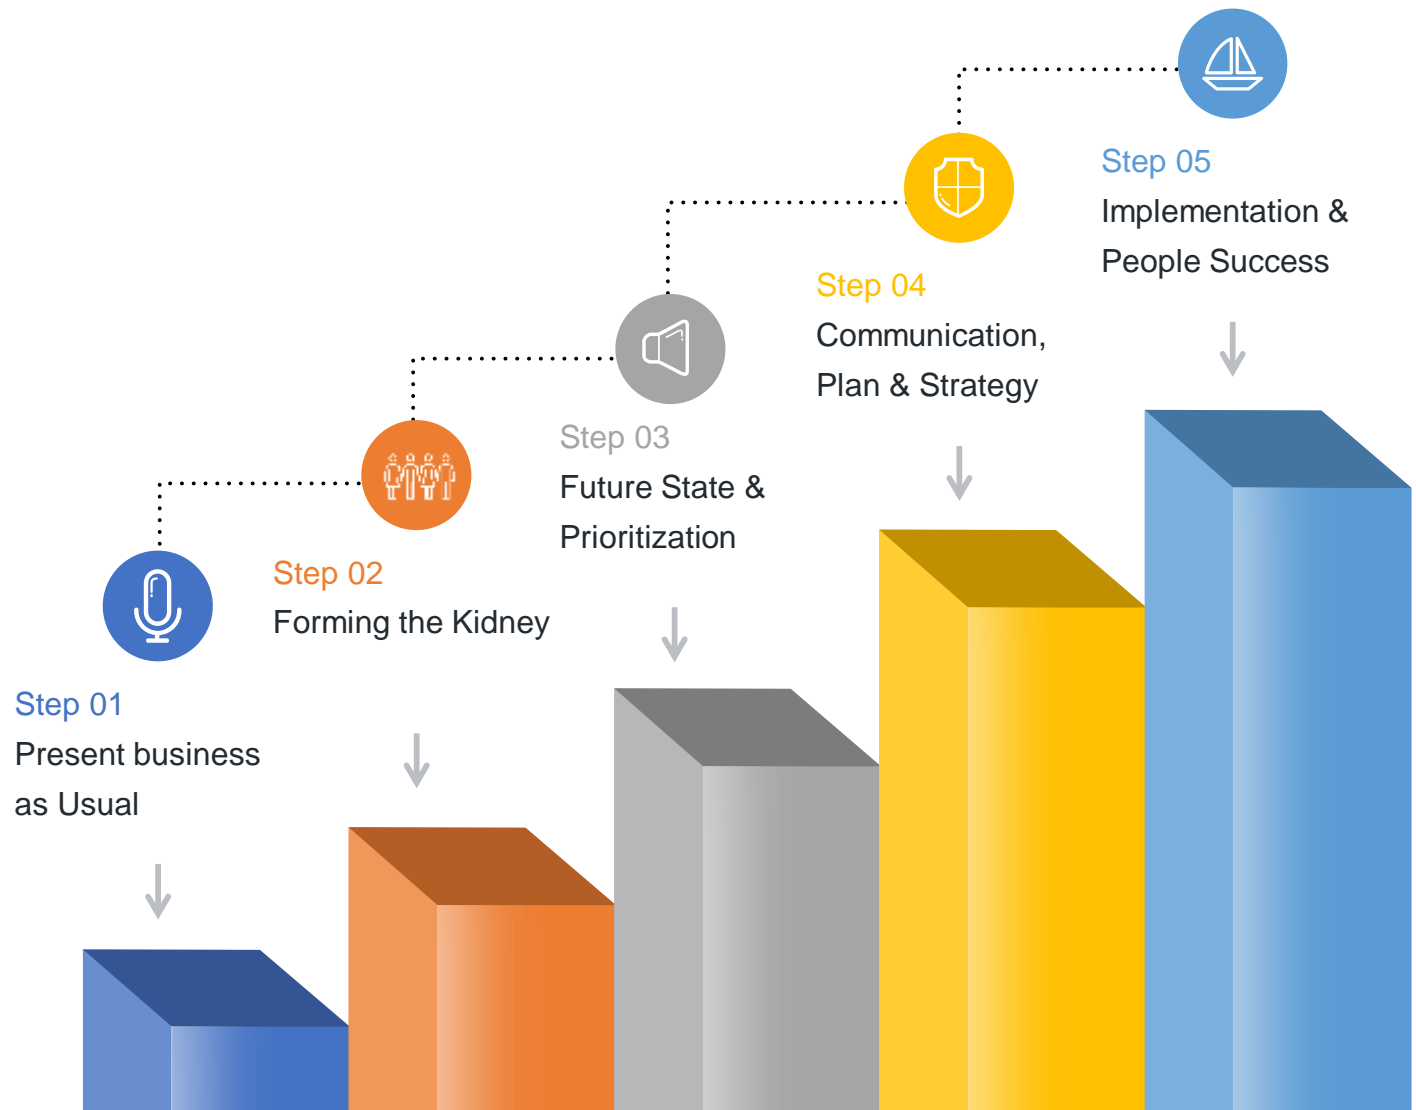 Step 01
Present business
as Usual
Step 02
Forming the Kidney
Step 03
Future State &
Prioritization
Step 04
Communication,
Plan & Strategy
Step 05
Implementation &
People Success